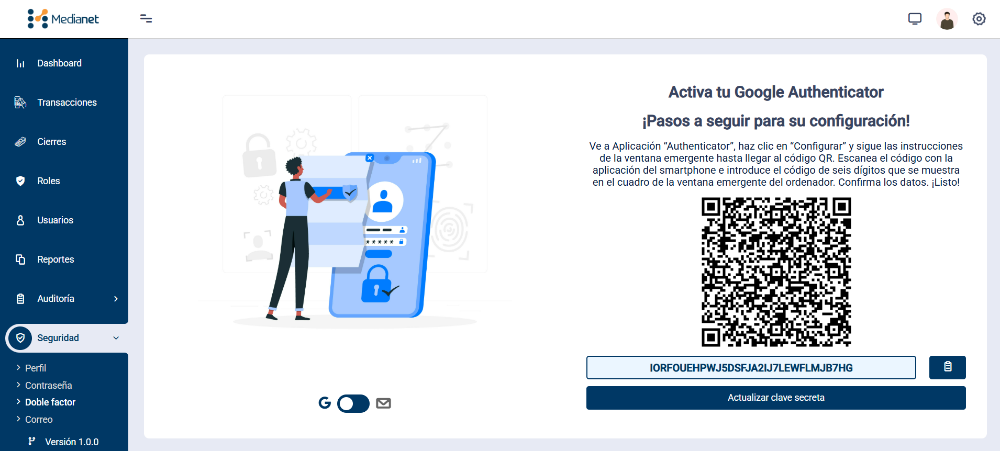 Medianet
Dashboard
Transacciones
Cierres
Roles
Usuarios
Reportes
Auditoría
Seguridad
Perfil
Contraseña
Doble factor
Correo
Versión 1.0.0
Activa tu Google Authenticator
¡Pasos a seguir para su configuración!
Ve a Aplicación “Authenticator”, haz clic en “Configurar” y sigue las instrucciones
de la ventana emergente hasta llegar al código QR. Escanea el código con la
aplicación del smartphone e introduce el código de seis dígitos que se muestra
en el cuadro de la ventana emergente del ordenador. Confirma los datos. ¡Listo!
IORFOUEHPWJ5DSFJA2IJ7LEWFLMJB7HG
Actualizar clave secreta